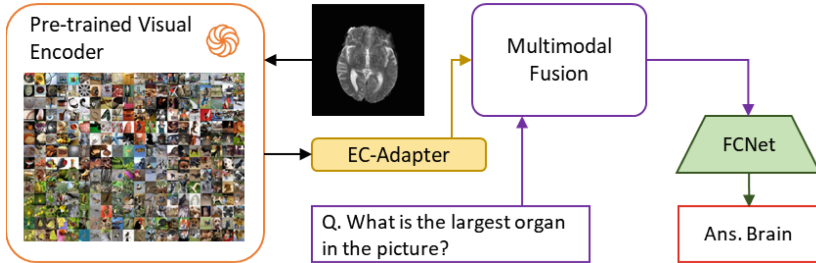 Pre-trained Visual
Encoder
Multimodal
Fusion
EC-Adapter
FCNet
Q. What is the largest organ
in the picture?
Ans. Brain